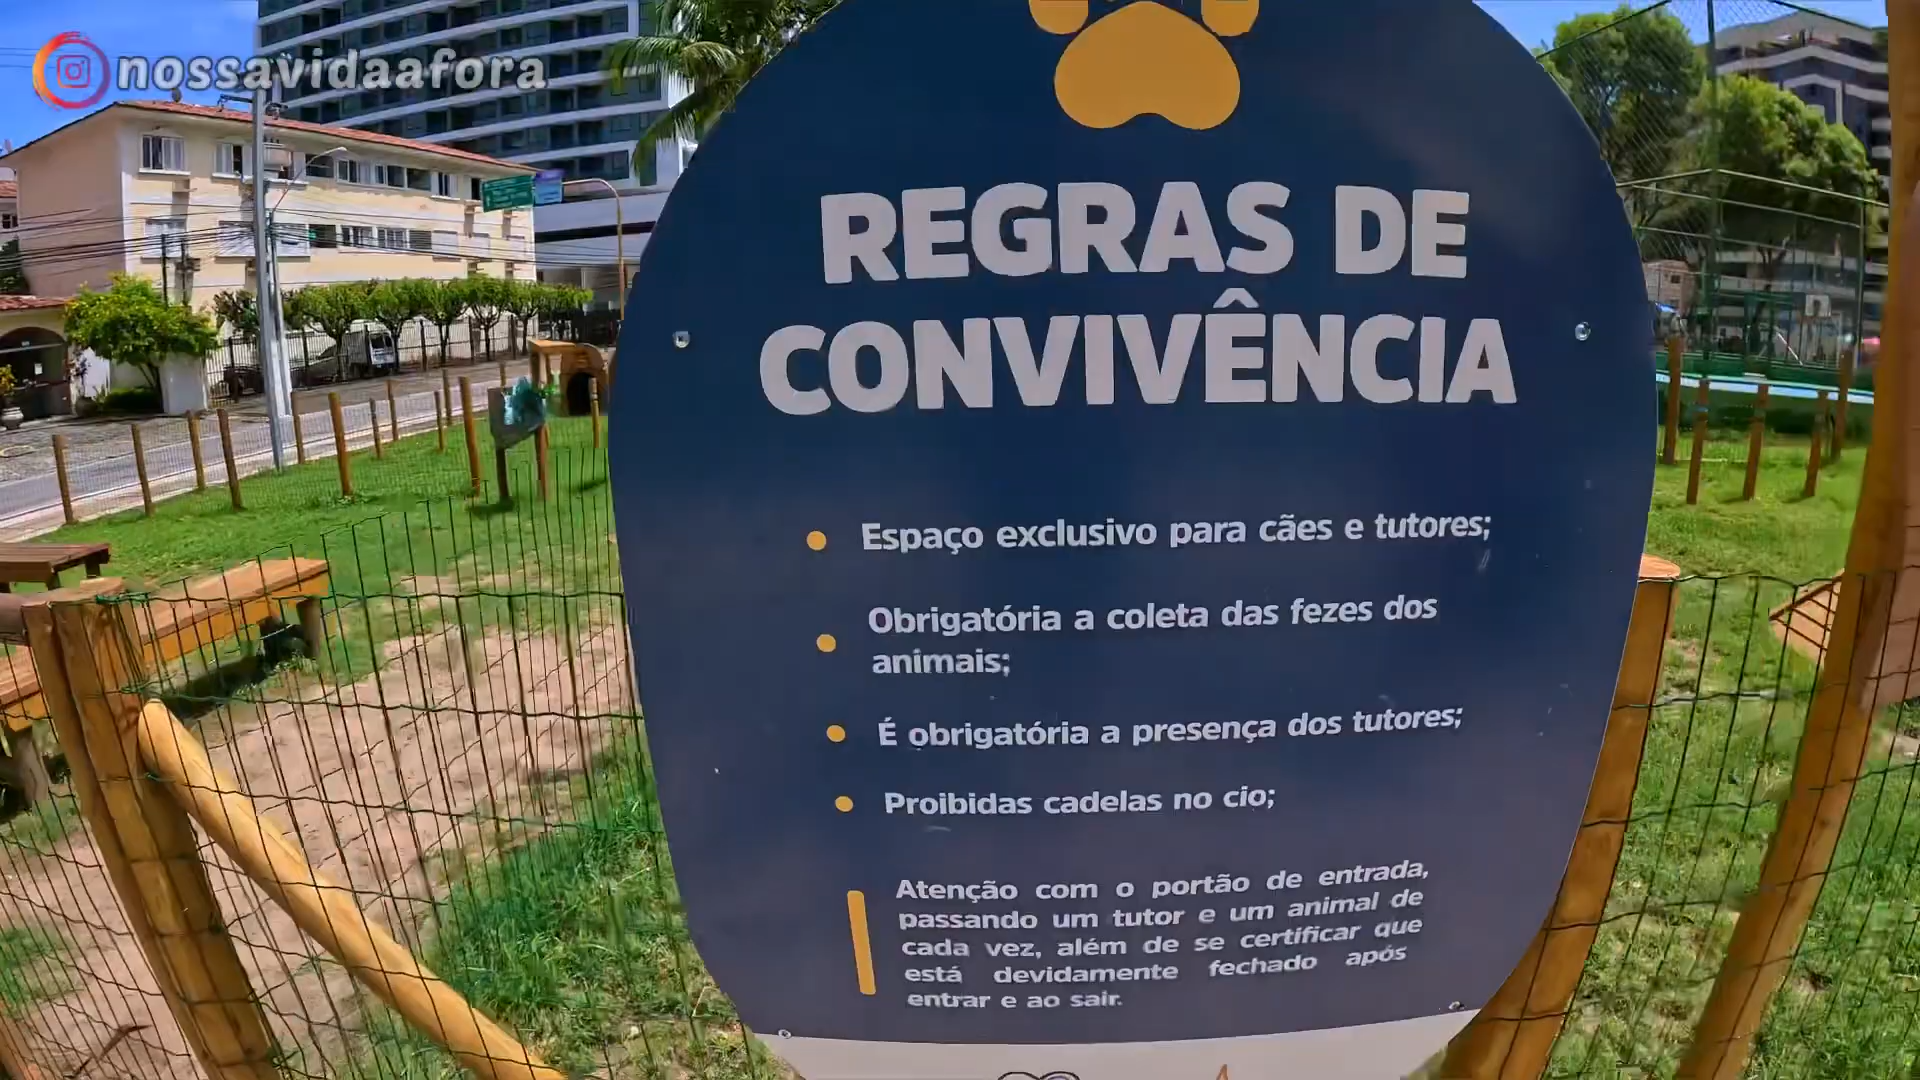 nossavidaafora
REGRAS DE
CONVIVÊNCIA
Espaço exclusivo para cães e tutores;
Obrigatória a coleta das fezes dos
animais;
É obrigatória a presença dos tutores;
Proibidas cadelas no cio;
Atenção com o portão de entrada,
passando um tutor e um animal de
cada vez, além de se certificar que
está devidamente fechado após
entrar e ao sair.